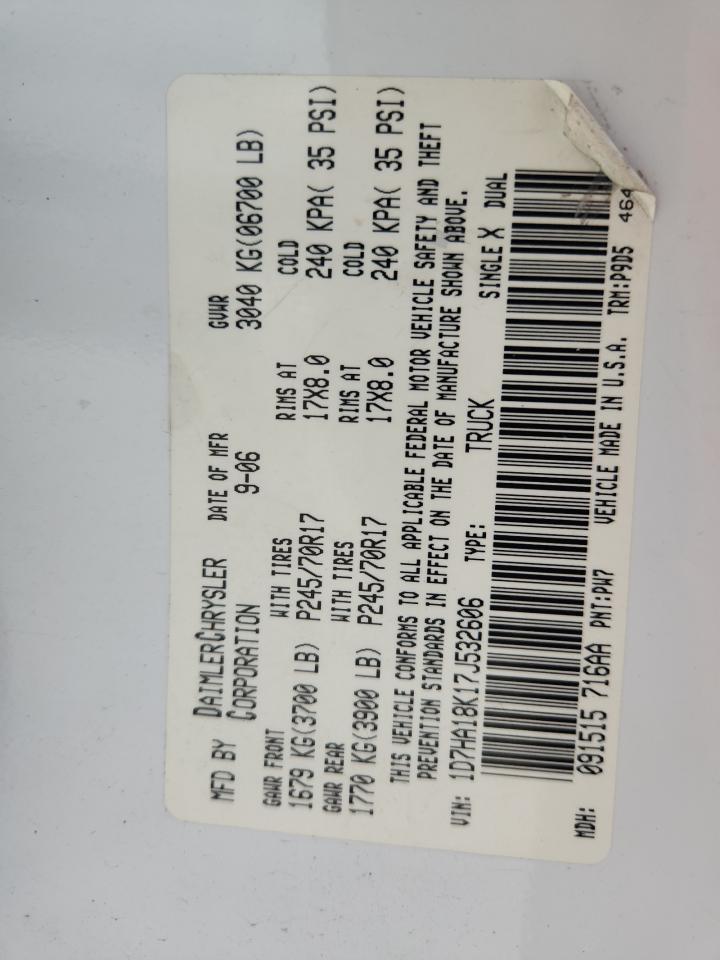 MFD BY DAIMLERCHRYSLER DATE OF MFR GVWR
CORPORATION 9-06 3040 KG(06700 LB)
GAWR FRONT WITH TIRES RIMS AT COLD
1679 KG(3700 LB) P245/70R17 17X8.0 240 KPA( 35 PSI)
GAWR REAR WITH TIRES RIMS AT COLD
1770 KG(3900 LB) P245/70R17 17X8.0 240 KPA( 35 PSI)
THIS VEHICLE CONFORMS TO ALL APPLICABLE FEDERAL MOTOR VEHICLE SAFETY AND THEFT
PREVENTION STANDARDS IN EFFECT ON THE DATE OF MANUFACTURE SHOWN ABOVE.
VIN: 1D7HA18K17J532606 TYPE: TRUCK SINGLE X DUAL
MDH: 091515 716AA PNT:PW7 VEHICLE MADE IN U.S.A. TRM:P9D5 464